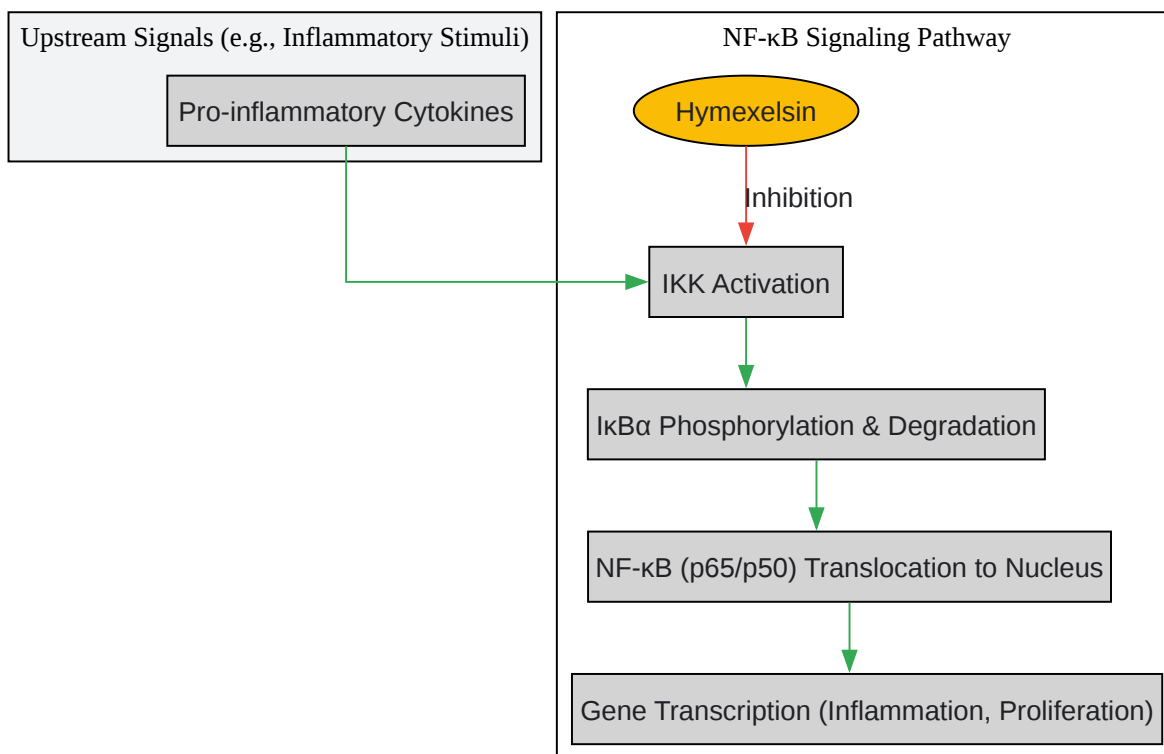 Upstream Signals (e.g., Inflammatory Stimuli)
Pro-inflammatory Cytokines
NF-κB Signaling Pathway
Hymexelsin
Inhibition
IKK Activation
IκBα Phosphorylation & Degradation
NF-κB (p65/p50) Translocation to Nucleus
Gene Transcription (Inflammation, Proliferation)